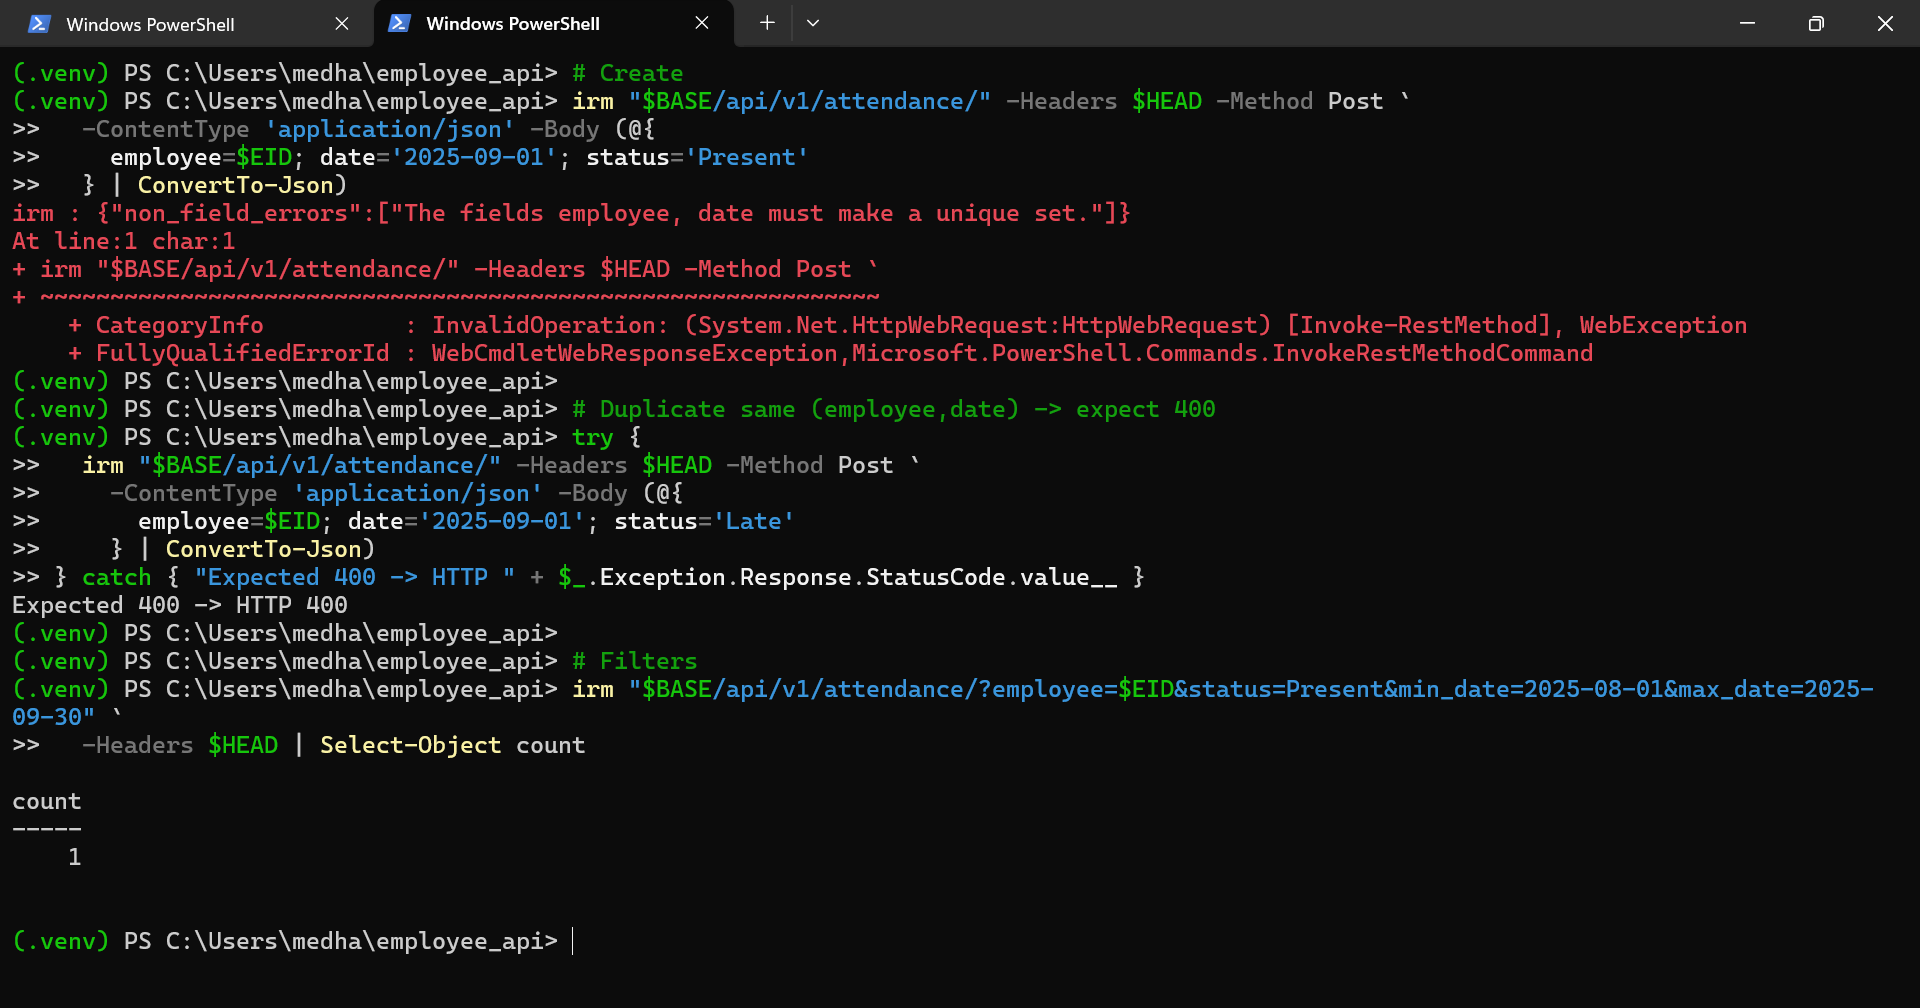 Windows PowerShell
Windows PowerShell
(.venv) PS C:\Users\medha\employee_api> # Create
(.venv) PS C:\Users\medha\employee_api> irm "$BASE/api/v1/attendance/" -Headers $HEAD -Method Post `
>>   -ContentType 'application/json' -Body (@{
>>     employee=$EID; date='2025-09-01'; status='Present'
>>   } | ConvertTo-Json)
irm : {"non_field_errors":["The fields employee, date must make a unique set."]}
At line:1 char:1
+ irm "$BASE/api/v1/attendance/" -Headers $HEAD -Method Post `
+ ~~~~~~~~~~~~~~~~~~~~~~~~~~~~~~~~~~~~~~~~~~~~~~~~~~~~~~~~~~~~
    + CategoryInfo          : InvalidOperation: (System.Net.HttpWebRequest:HttpWebRequest) [Invoke-RestMethod], WebException
    + FullyQualifiedErrorId : WebCmdletWebResponseException,Microsoft.PowerShell.Commands.InvokeRestMethodCommand
(.venv) PS C:\Users\medha\employee_api>
(.venv) PS C:\Users\medha\employee_api> # Duplicate same (employee,date) -> expect 400
(.venv) PS C:\Users\medha\employee_api> try {
>>   irm "$BASE/api/v1/attendance/" -Headers $HEAD -Method Post `
>>     -ContentType 'application/json' -Body (@{
>>       employee=$EID; date='2025-09-01'; status='Late'
>>     } | ConvertTo-Json)
>> } catch { "Expected 400 -> HTTP " + $_.Exception.Response.StatusCode.value__ }
Expected 400 -> HTTP 400
(.venv) PS C:\Users\medha\employee_api>
(.venv) PS C:\Users\medha\employee_api> # Filters
(.venv) PS C:\Users\medha\employee_api> irm "$BASE/api/v1/attendance/?employee=$EID&status=Present&min_date=2025-08-01&max_date=2025-
09-30" `
>>   -Headers $HEAD | Select-Object count
count
-----
    1
(.venv) PS C:\Users\medha\employee_api>